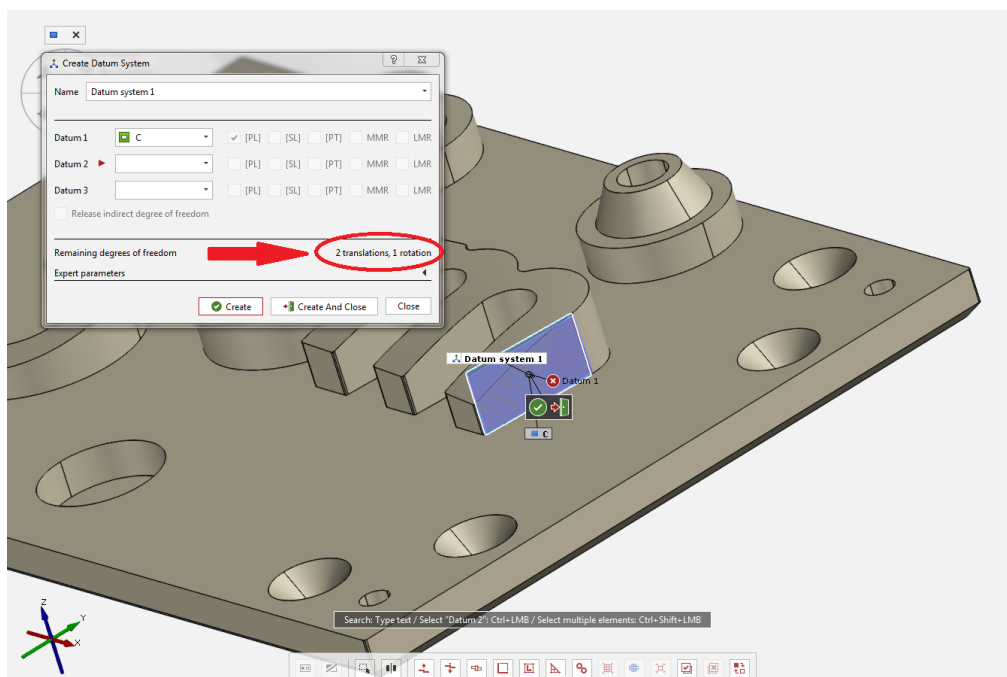 Create Datum System
Name Datum system 1
Datum 1 C [PL] [SL] [PT] MMR LMR
Datum 2 [PL] [SL] [PT] MMR LMR
Datum 3 [PL] [SL] [PT] MMR LMR
Release indirect degree of freedom
Remaining degrees of freedom 2 translations, 1 rotation
Expert parameters
Create Create And Close Close
Datum system 1
Datum 1
C
Z
Y
X
Search: Type text / Select "Datum 2": Ctrl+LMB / Select multiple elements: Ctrl+Shift+LMB